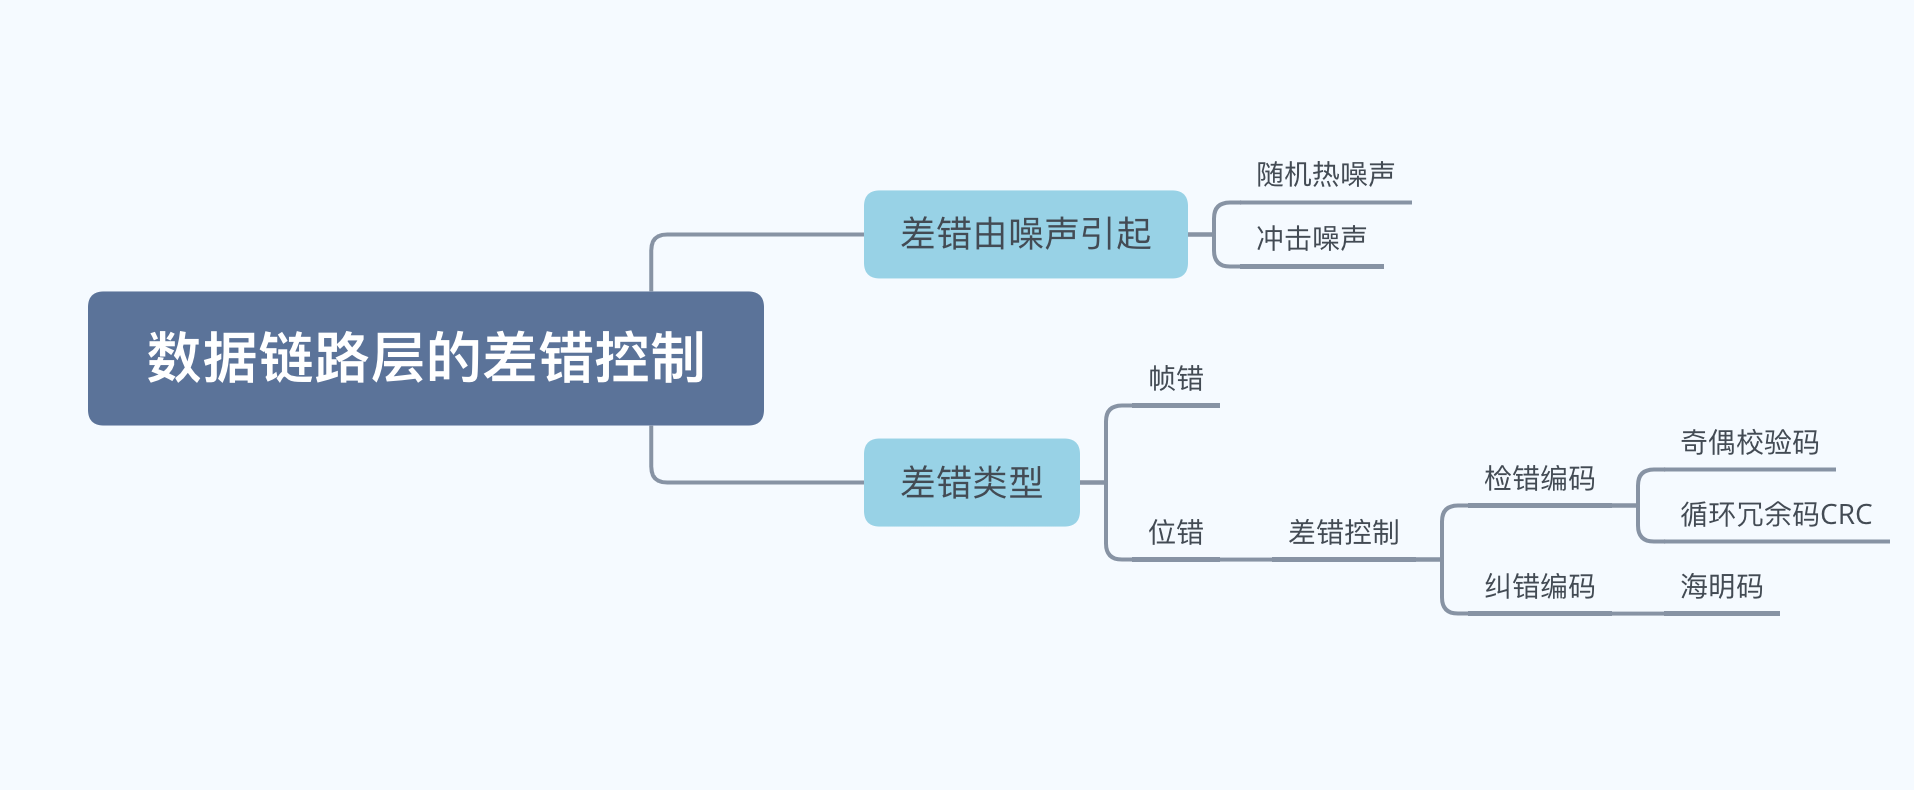 数据链路层的差错控制
差错由噪声引起
随机热噪声
冲击噪声
差错类型
帧错
位错
差错控制
检错编码
奇偶校验码
循环冗余码CRC
纠错编码
海明码